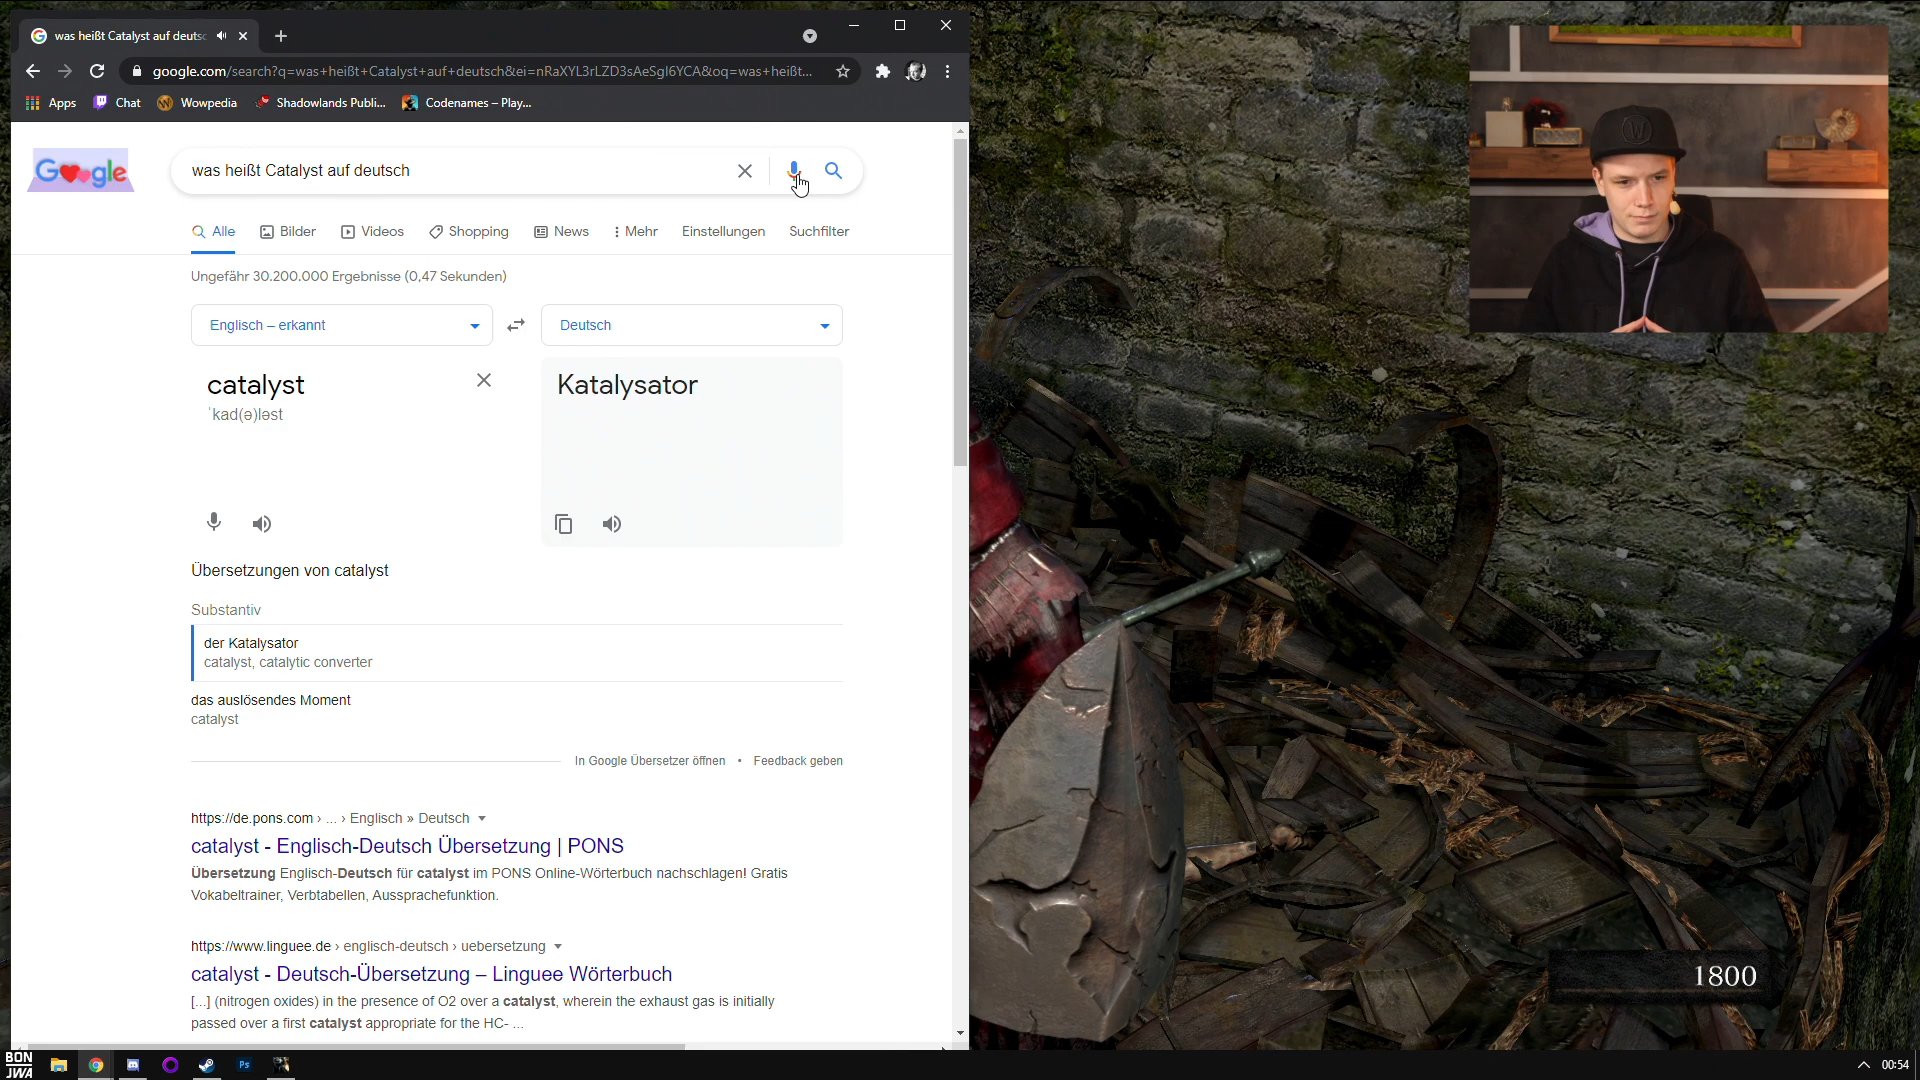 was heißt Catalyst auf deuts
google.com/search?q=was+heißt+Catalyst+auf+deutsch&ei=nRaXYL3rLZD3sAeSgI6YCA&oq=was+heißt...
Apps
Chat
Wowpedia
Shadowlands Publi...
Codenames – Play...
Google
was heißt Catalyst auf deutsch
Alle
Bilder
Videos
Shopping
News
Mehr
Einstellungen
Suchfilter
Ungefähr 30.200.000 Ergebnisse (0,47 Sekunden)
Englisch – erkannt
Deutsch
catalyst
Katalysator
ˈkad(ə)ləst
Übersetzungen von catalyst
Substantiv
der Katalysator
catalyst, catalytic converter
das auslösendes Moment
catalyst
In Google Übersetzer öffnen • Feedback geben
https://de.pons.com › ... › Englisch » Deutsch
catalyst - Englisch-Deutsch Übersetzung | PONS
Übersetzung Englisch-Deutsch für catalyst im PONS Online-Wörterbuch nachschlagen! Gratis
Vokabeltrainer, Verbtabellen, Aussprachefunktion.
https://www.linguee.de › englisch-deutsch › uebersetzung
catalyst - Deutsch-Übersetzung – Linguee Wörterbuch
[...] (nitrogen oxides) in the presence of O2 over a catalyst, wherein the exhaust gas is initially
passed over a first catalyst appropriate for the HC- ...
1800
BON
JWA
Ps
00:54